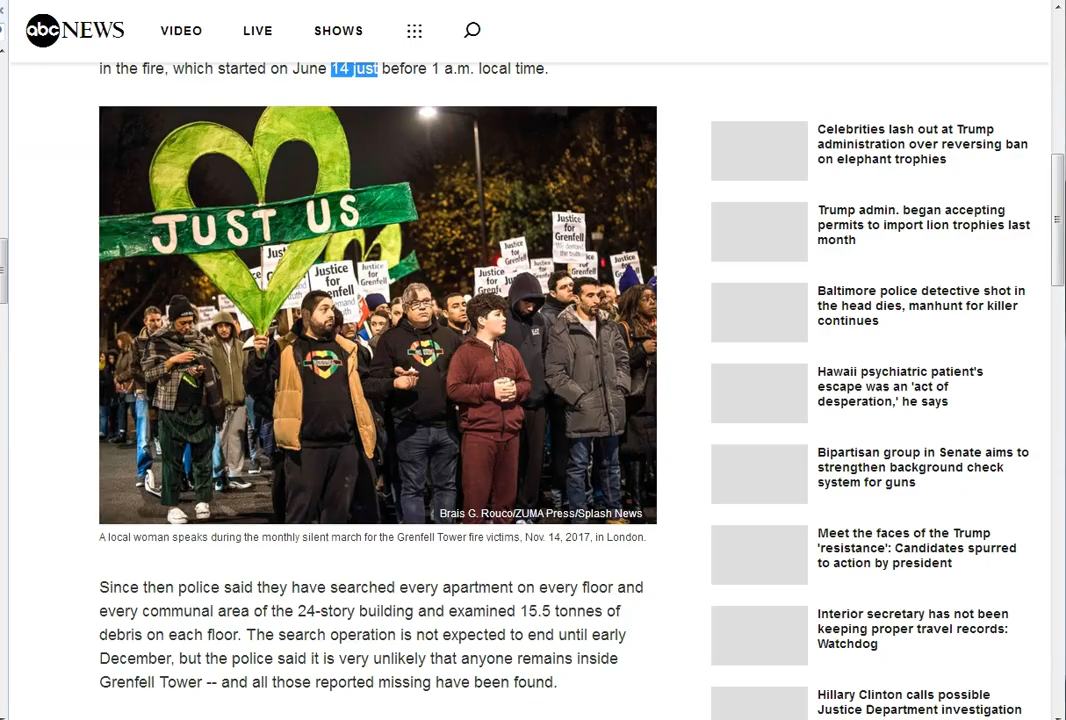 abc NEWS VIDEO LIVE SHOWS
in the fire, which started on June 14 just before 1 a.m. local time.
JUST US
Justice
for
Grenfell
Justice
for
Grenfell
Justice
for
Grenfell
Justice
for
enfell
emand
Justice
for
Grenfell
Brais G. Rouco/ZUMA Press/Splash News
A local woman speaks during the monthly silent march for the Grenfell Tower fire victims, Nov. 14, 2017, in London.
Since then police said they have searched every apartment on every floor and
every communal area of the 24-story building and examined 15.5 tonnes of
debris on each floor. The search operation is not expected to end until early
December, but the police said it is very unlikely that anyone remains inside
Grenfell Tower -- and all those reported missing have been found.
Celebrities lash out at Trump
administration over reversing ban
on elephant trophies
Trump admin. began accepting
permits to import lion trophies last
month
Baltimore police detective shot in
the head dies, manhunt for killer
continues
Hawaii psychiatric patient's
escape was an 'act of
desperation,' he says
Bipartisan group in Senate aims to
strengthen background check
system for guns
Meet the faces of the Trump
'resistance': Candidates spurred
to action by president
Interior secretary has not been
keeping proper travel records:
Watchdog
Hillary Clinton calls possible
Justice Department investigation